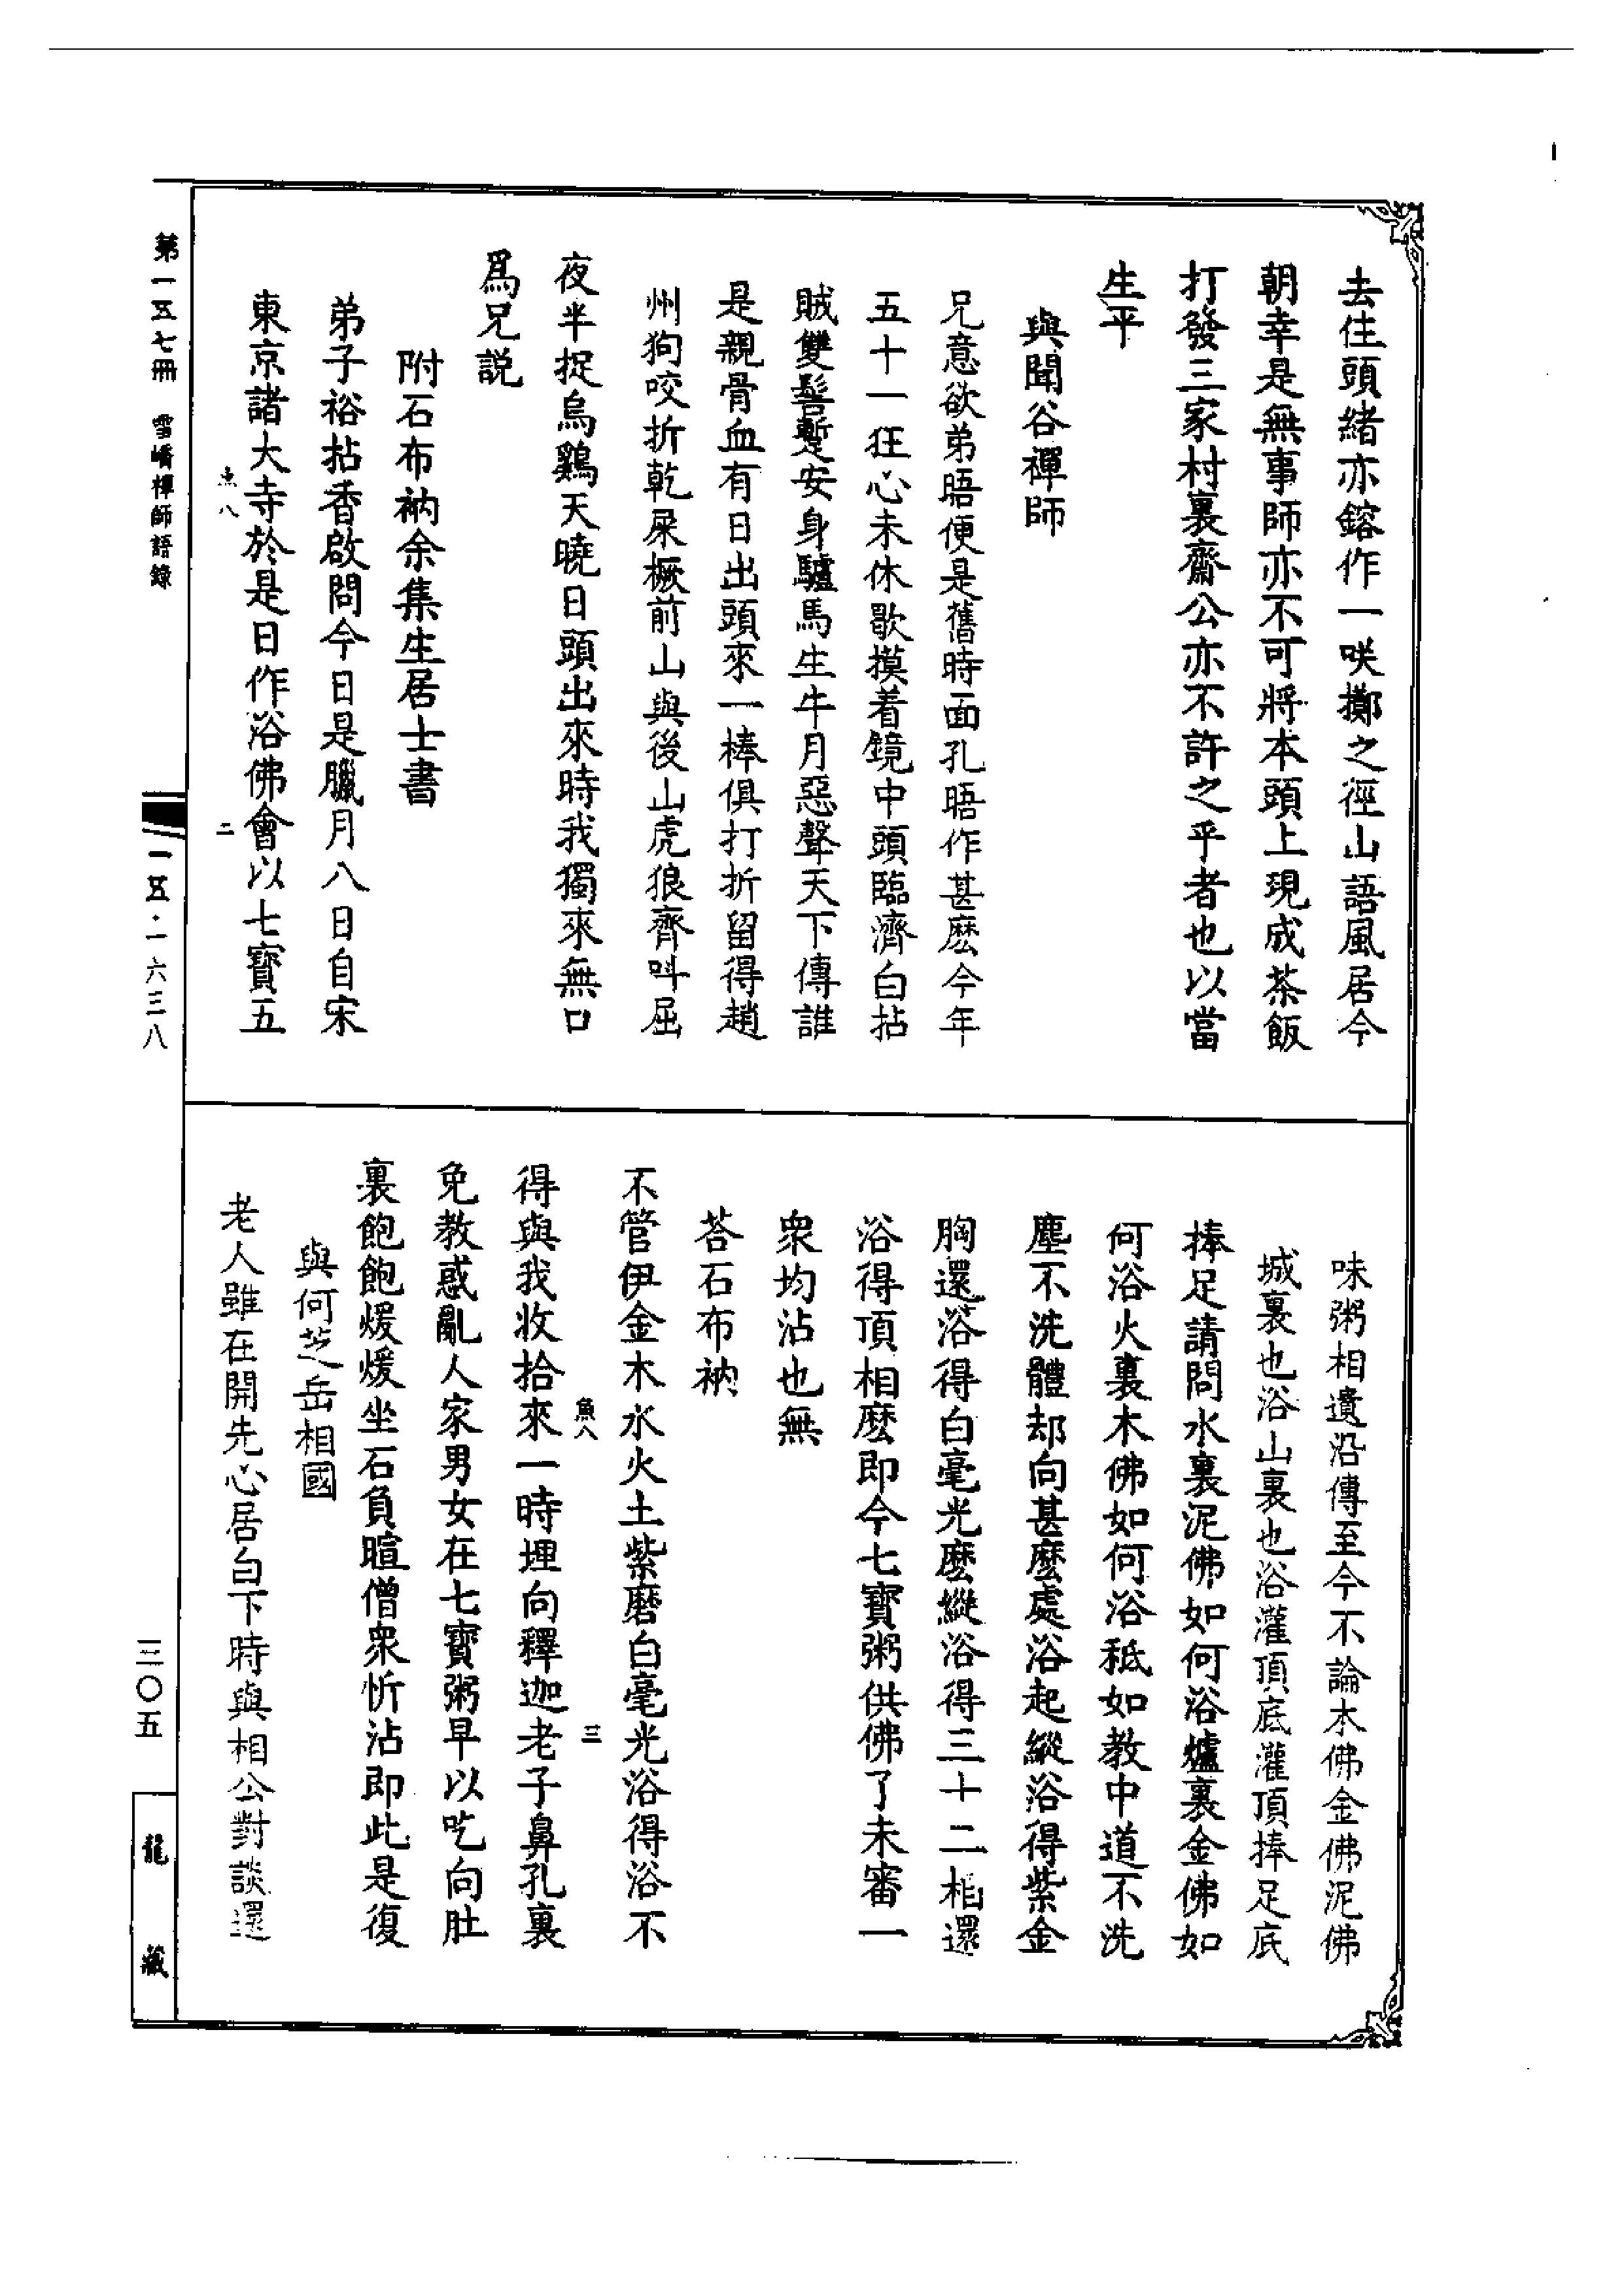 去住頭緒亦鎔作一咲擲之徑山語風居今
朝幸是無事師亦不可將本頭上現成茶飯
打發三家村裏齋公亦不許之乎者也以當
生平
與聞谷禪師
兄意欲弟晤便是舊時面孔晤作甚麽今年
五十一狂心未休歇摸着鏡中頭臨濟白拈
賊雙髻蹔安身驢馬生牛月惡聲天下傳誰
是親骨血有日出頭來一棒俱打折留得趙
州狗咬折乾屎橛前山與後山虎狼齊呌屈
夜半捉烏鷄天曉日頭出來時我獨來無口
爲兄説
附石布衲余集生居士書
弟子裕拈香啟問今日是臘月八日自宋
東京諸大寺於是日作浴佛會以七寳五
味粥相遺沿傳至今不論木佛金佛泥佛
城裏也浴山裏也浴灌頂底灌頂捧足底
捧足請問水裏泥佛如何浴爐裏金佛如
何浴火裏木佛如何浴秪如教中道不洗
塵不洗體却向甚麽處浴起縱浴得紫金
胸還浴得白毫光麽縱浴得三十二相還
浴得頂相麽即今七寳粥供佛了未審一
衆均沾也無
荅石布衲
不管伊金木水火土紫磨白毫光浴得浴不
得與我收拾來一時埋向釋迦老子鼻孔裏
免教惑亂人家男女在七寳粥早以吃向肚
裏飽飽煖煖坐石負暄僧衆忻沾即此是復
與何芝岳相國
老人雖在開先心居白下時與相公對談還
第一五七冊 雪嶠禪師語錄
魚八 二
一五·一六三八
魚八 三
三〇五
龍藏